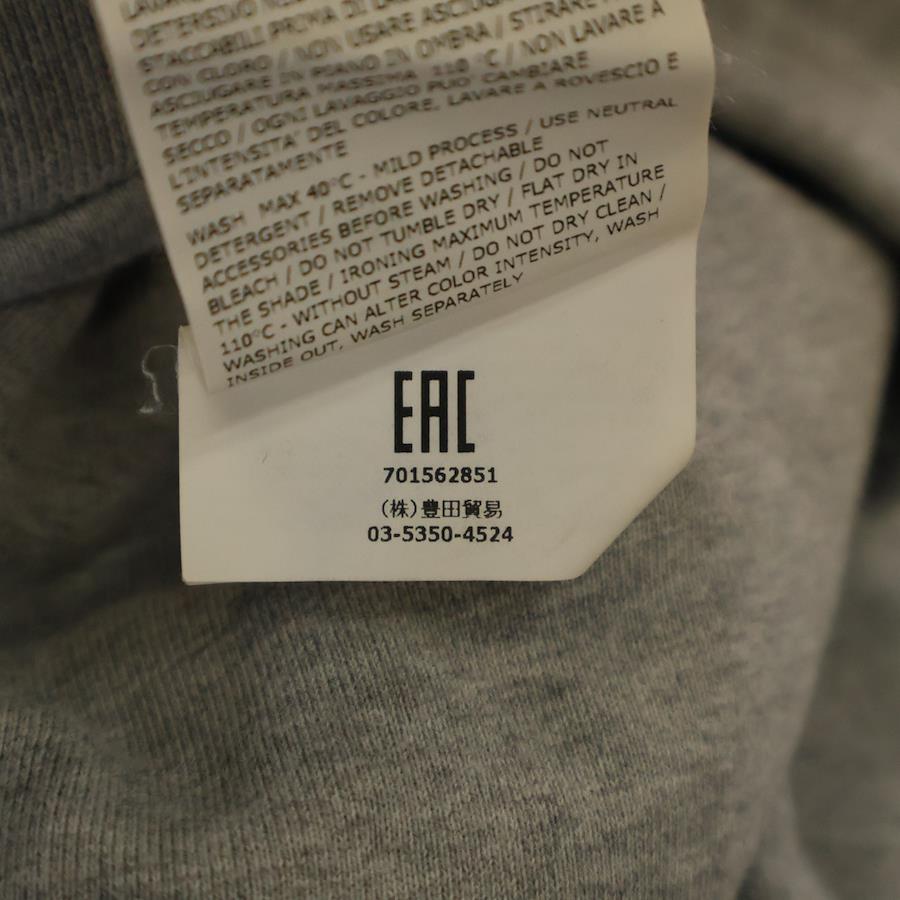 DETERSIVO
STACCABILI PRIMA DI
CON CLORO / NON USARE
ASCIUGARE IN PIANO IN OMBRA / STIRARE
TEMPERATURA MASSIMA 110 °C / NON LAVARE A
SECCO / OGNI LAVAGGIO PUÒ CAMBIARE
L'INTENSITA' DEL COLORE, LAVARE A ROVESCIO E
SEPARATAMENTE
WASH MAX 40°C - MILD PROCESS / USE NEUTRAL
DETERGENT / REMOVE DETACHABLE
ACCESSORIES BEFORE WASHING / DO NOT
BLEACH / DO NOT TUMBLE DRY / FLAT DRY IN
THE SHADE / IRONING MAXIMUM TEMPERATURE
110°C - WITHOUT STEAM / DO NOT DRY CLEAN /
WASHING CAN ALTER COLOR INTENSITY, WASH
INSIDE OUT, WASH SEPARATELY
EAC
701562851
(株)豊田貿易
03-5350-4524